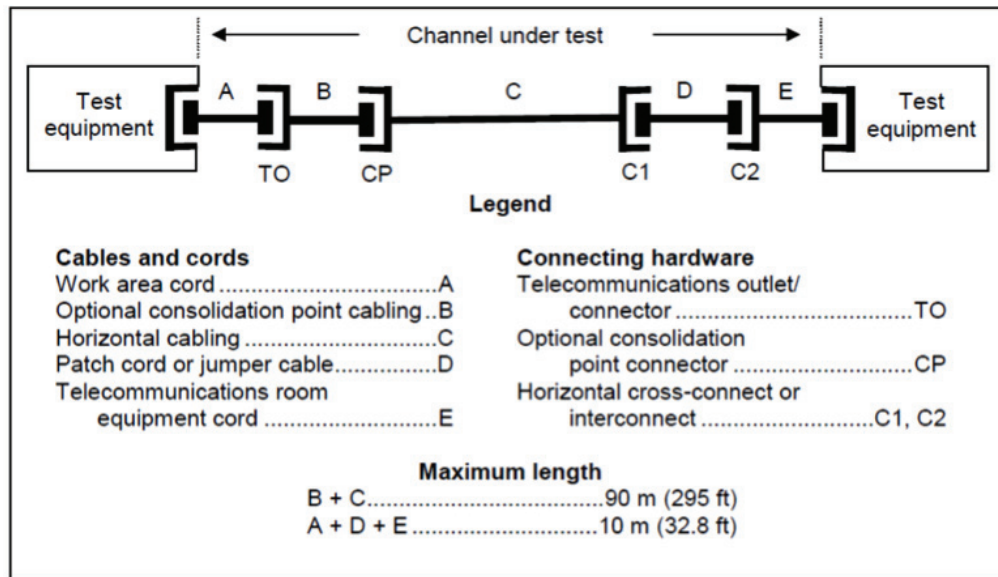 Channel under test
A B C D E
Test equipment
Test equipment
TO CP C1 C2
Legend
Cables and cords
Work area cord ..................................A
Optional consolidation point cabling ..B
Horizontal cabling ..............................C
Patch cord or jumper cable................D
Telecommunications room
equipment cord ...........................E
Connecting hardware
Telecommunications outlet/
connector .....................................TO
Optional consolidation
point connector ............................CP
Horizontal cross-connect or
interconnect ...........................C1, C2
Maximum length
B + C.....................................90 m (295 ft)
A + D + E .............................10 m (32.8 ft)